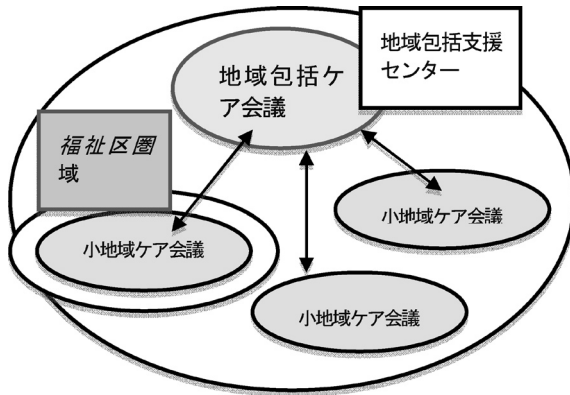 地域包括支援
センター
地域包括ケ
ア会議
福祉区圏
域
小地域ケア会議
小地域ケア会議
小地域ケア会議